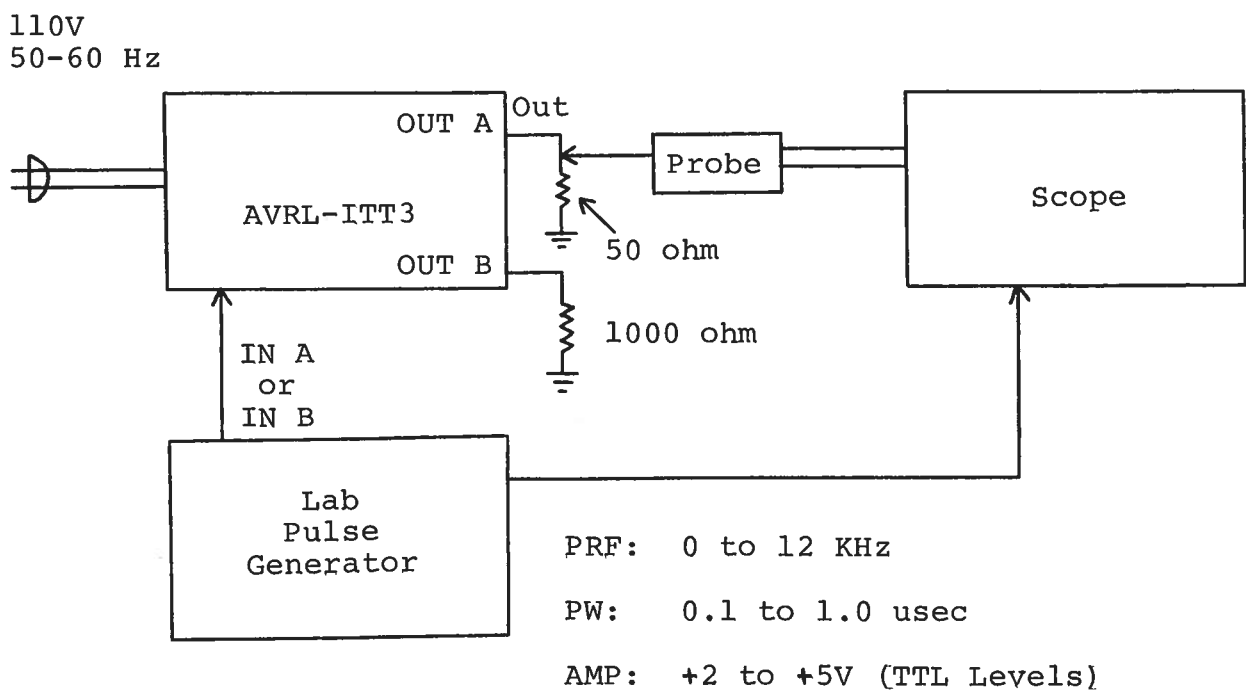 110V
50-60 Hz
OUT A
Out
Probe
Scope
AVRL-ITT3
OUT B
50 ohm
1000 ohm
IN A
or
IN B
Lab
Pulse
Generator
PRF: 0 to 12 KHz
PW: 0.1 to 1.0 usec
AMP: +2 to +5V (TTL Levels)